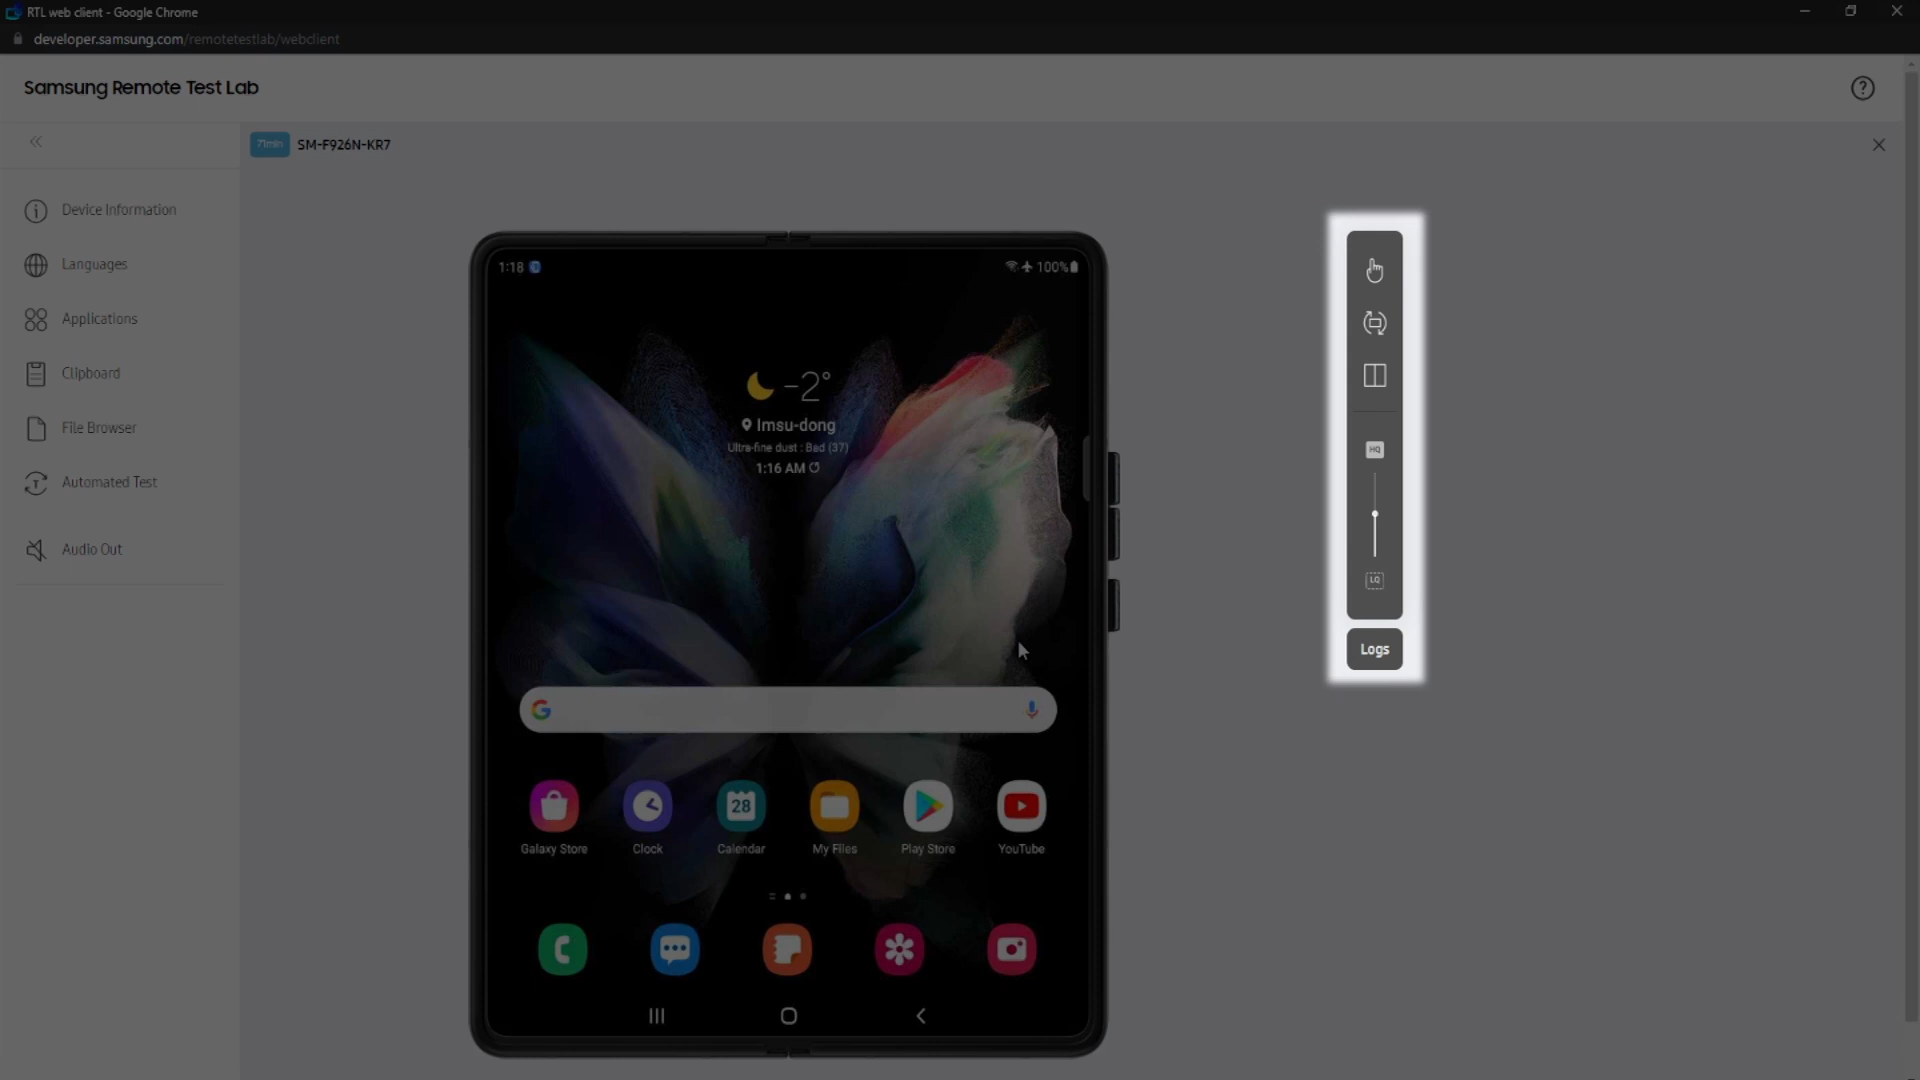 RTL web client - Google Chrome
developer.samsung.com/remotetestlab/webclient
Samsung Remote Test Lab
71min SM-F926N-KR7
Device Information
Languages
Applications
Clipboard
File Browser
Automated Test
Audio Out
1:18 100%
-2°
Imsu-dong
Ultra-fine dust : Bad (37)
1:16 AM
28
Galaxy Store Clock Calendar My Files Play Store YouTube
HQ
LQ
Logs